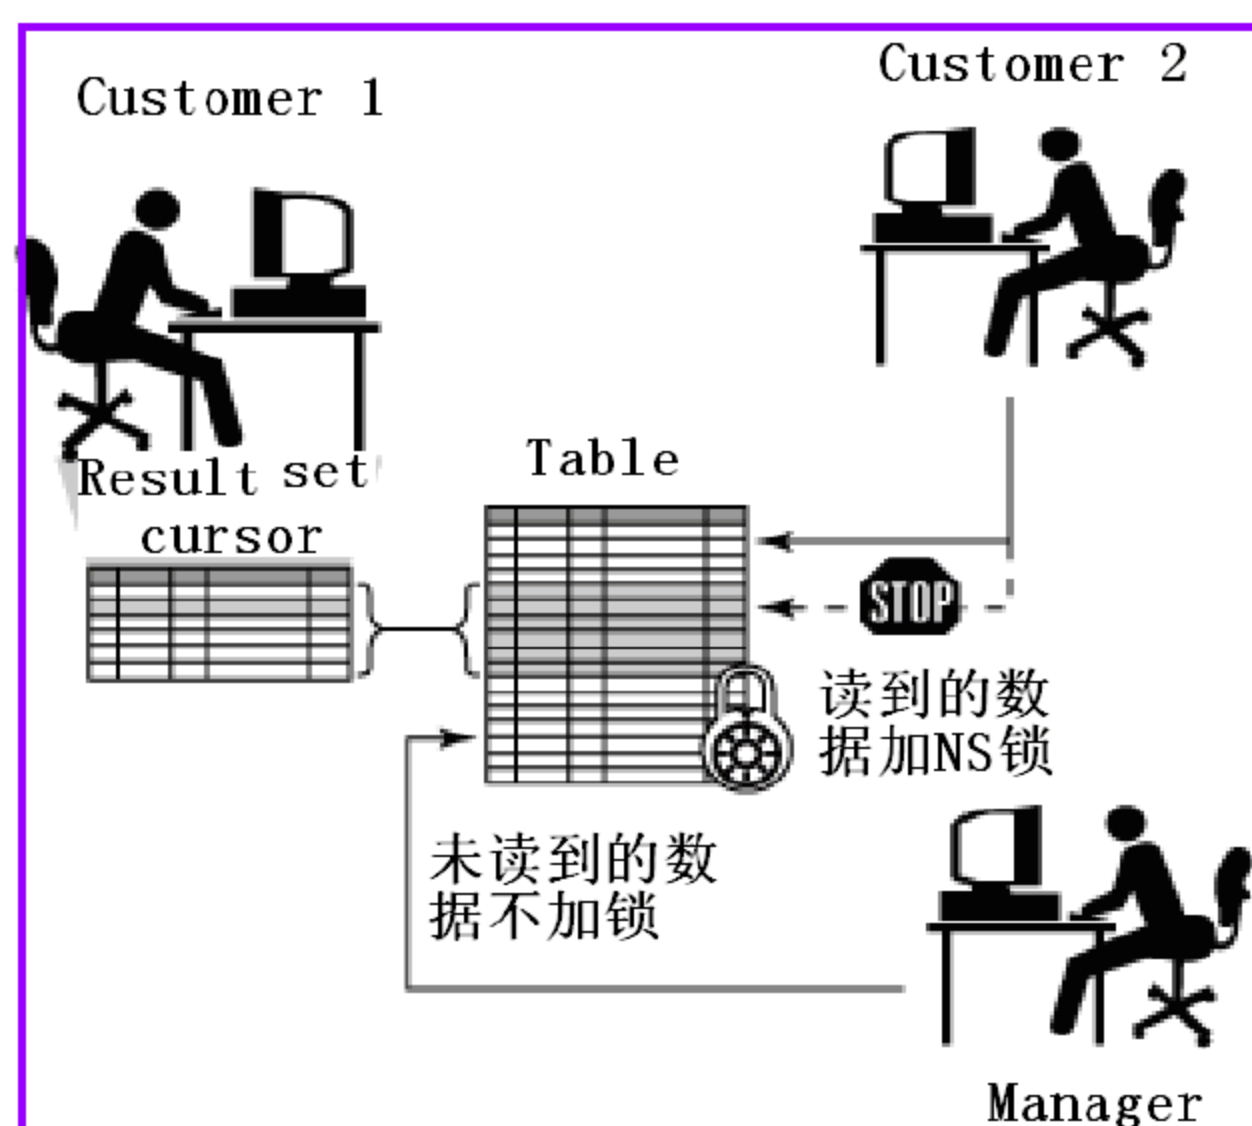 Customer 1
Customer 2
Result set
cursor
Table
STOP
读到的数
据加NS锁
未读到的数
据不加锁
Manager